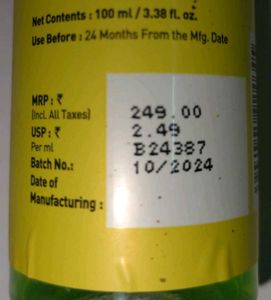 Net Contents : 100 ml / 3.38 fl. oz.
Use Before : 24 Months From the Mfg. Date
MRP : ₹ 249.00
(Incl. All Taxes)
USP : ₹ 2.49
Per ml
Batch No.: B24387
Date of 10/2024
Manufacturing :